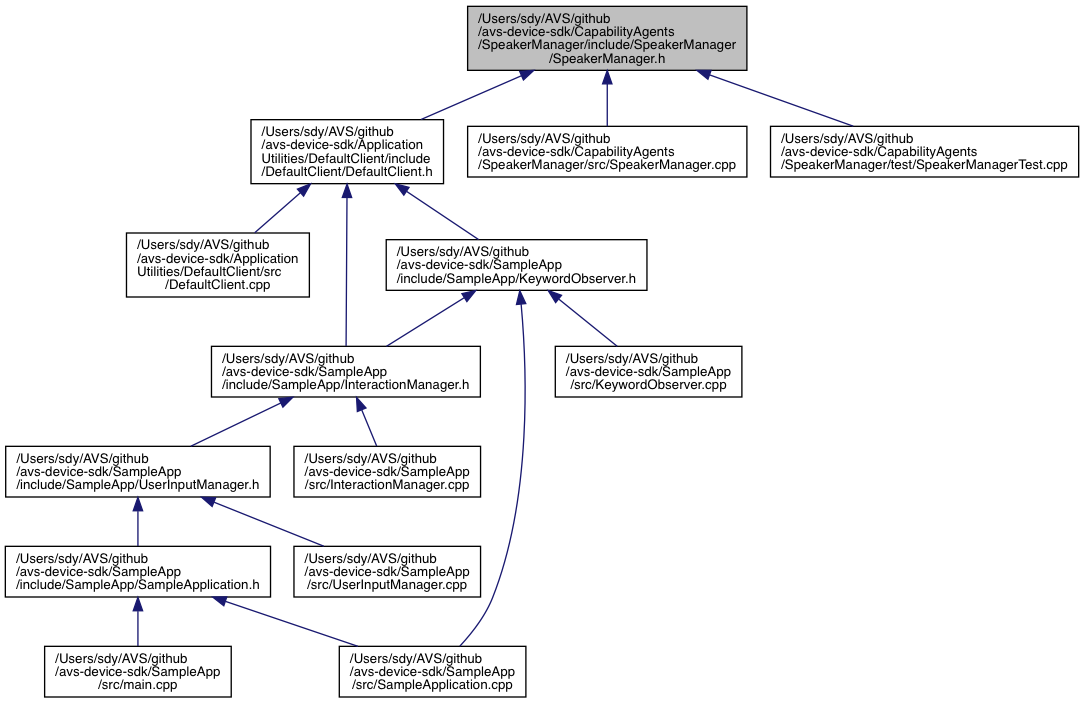 /Users/sdy/AVS/github
/avs-device-sdk/CapabilityAgents
/SpeakerManager/include/SpeakerManager
/SpeakerManager.h
/Users/sdy/AVS/github
/avs-device-sdk/Application
Utilities/DefaultClient/include
/DefaultClient/DefaultClient.h
/Users/sdy/AVS/github
/avs-device-sdk/CapabilityAgents
/SpeakerManager/src/SpeakerManager.cpp
/Users/sdy/AVS/github
/avs-device-sdk/CapabilityAgents
/SpeakerManager/test/SpeakerManagerTest.cpp
/Users/sdy/AVS/github
/avs-device-sdk/Application
Utilities/DefaultClient/src
/DefaultClient.cpp
/Users/sdy/AVS/github
/avs-device-sdk/SampleApp
/include/SampleApp/KeywordObserver.h
/Users/sdy/AVS/github
/avs-device-sdk/SampleApp
/include/SampleApp/InteractionManager.h
/Users/sdy/AVS/github
/avs-device-sdk/SampleApp
/src/KeywordObserver.cpp
/Users/sdy/AVS/github
/avs-device-sdk/SampleApp
/include/SampleApp/UserInputManager.h
/Users/sdy/AVS/github
/avs-device-sdk/SampleApp
/src/InteractionManager.cpp
/Users/sdy/AVS/github
/avs-device-sdk/SampleApp
/include/SampleApp/SampleApplication.h
/Users/sdy/AVS/github
/avs-device-sdk/SampleApp
/src/UserInputManager.cpp
/Users/sdy/AVS/github
/avs-device-sdk/SampleApp
/src/main.cpp
/Users/sdy/AVS/github
/avs-device-sdk/SampleApp
/src/SampleApplication.cpp